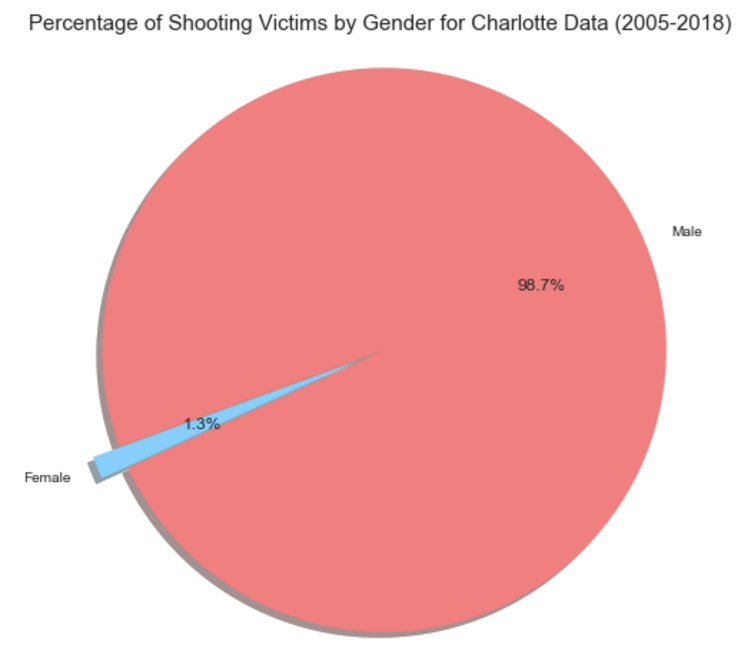 Percentage of Shooting Victims by Gender for Charlotte Data (2005-2018)
Male
98.7%
1.3%
Female